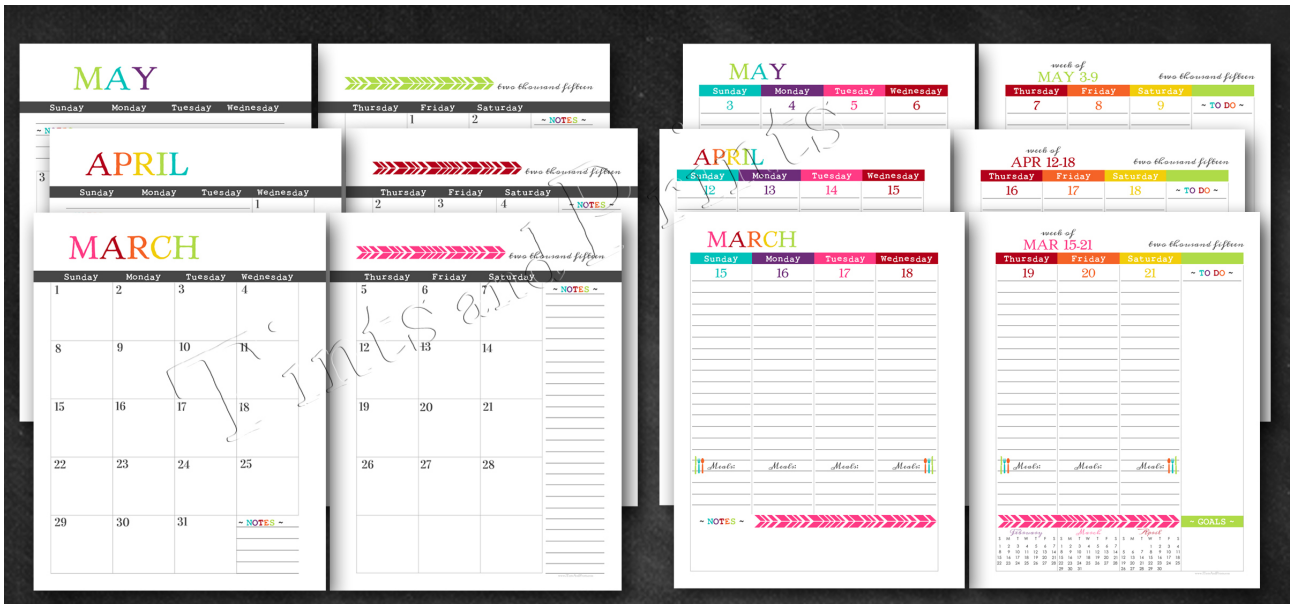 MAY
two thousand fifteen
Sunday Monday Tuesday Wednesday
Thursday Friday Saturday
1 2 ~ NOTES ~
3
APRIL
two thousand fifteen
Sunday Monday Tuesday Wednesday
Thursday Friday Saturday
1
2 3 4 ~ NOTES ~
MARCH
two thousand fifteen
Sunday Monday Tuesday Wednesday
Thursday Friday Saturday
1 2 3 4
5 6 7 ~ NOTES ~
8 9 10 11
12 13 14
15 16 17 18
19 20 21
22 23 24 25
26 27 28
29 30 31 ~ NOTES ~
MAY
week of
MAY 3-9
two thousand fifteen
Sunday Monday Tuesday Wednesday
3 4 5 6
Thursday Friday Saturday
7 8 9 ~ TO DO ~
APRIL
week of
APR 12-18
two thousand fifteen
Sunday Monday Tuesday Wednesday
12 13 14 15
Thursday Friday Saturday
16 17 18 ~ TO DO ~
MARCH
week of
MAR 15-21
two thousand fifteen
Sunday Monday Tuesday Wednesday
15 16 17 18
Thursday Friday Saturday
19 20 21 ~ TO DO ~
Meals: Meals: Meals: Meals:
Meals: Meals: Meals:
~ NOTES ~
~ GOALS ~
February March April
Tints and Prints